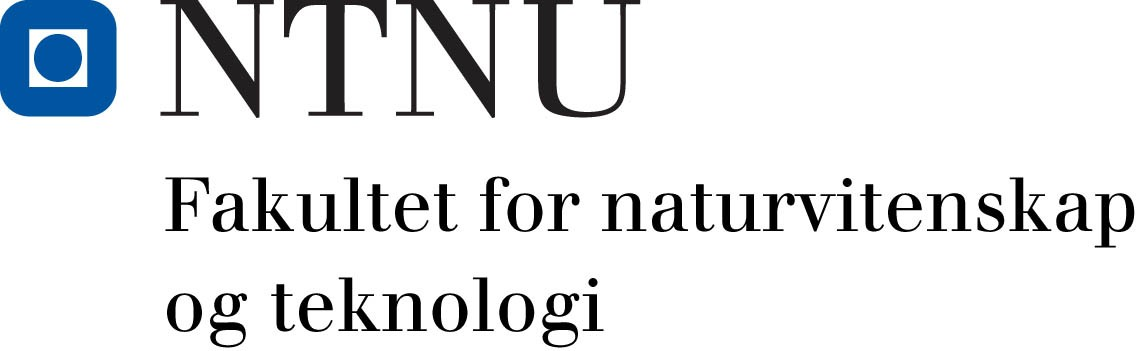 NTNU
Fakultet for naturvitenskap
og teknologi